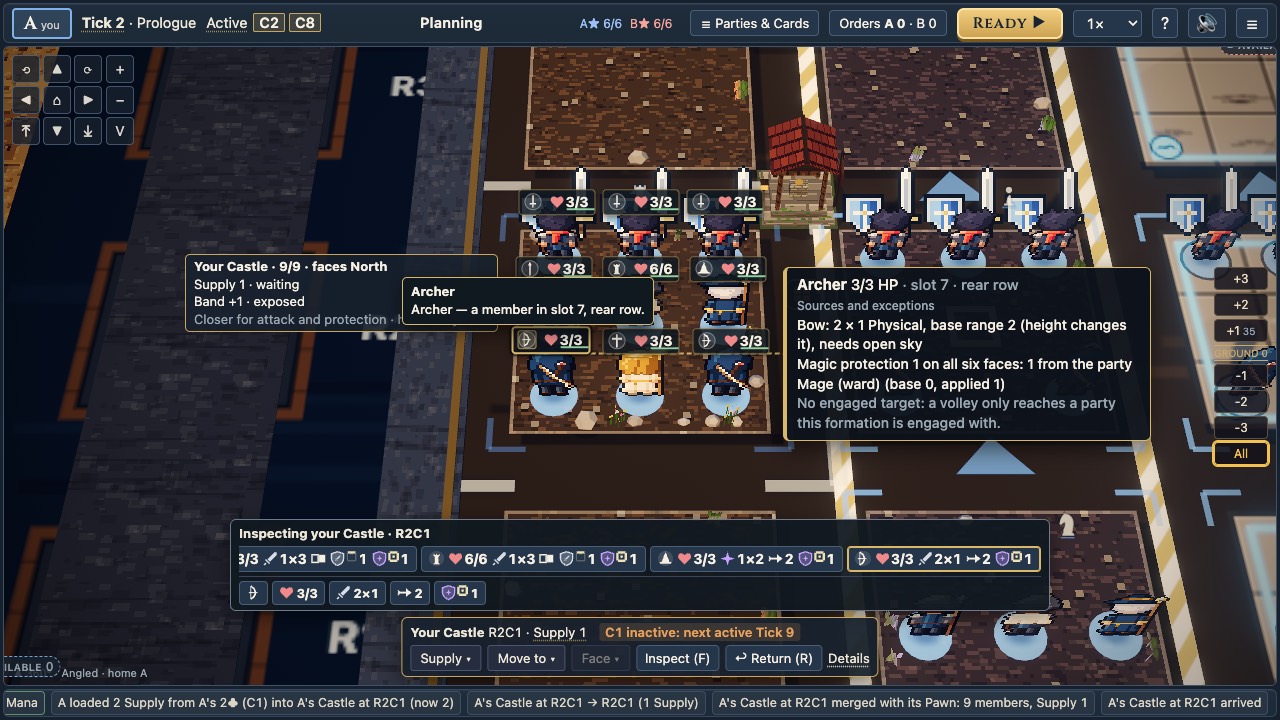 A you
Tick 2 · Prologue
Active C2 C8
Planning
A★ 6/6 B★ 6/6
≡ Parties & Cards
Orders A 0 · B 0
READY ▶
1×
?
≡
R3
3/3 3/3 3/3
3/3 6/6 3/3
3/3 3/3 3/3
Your Castle · 9/9 · faces North
Supply 1 · waiting
Band +1 · exposed
Closer for attack and protection · h
Archer
Archer — a member in slot 7, rear row.
Archer 3/3 HP · slot 7 · rear row
Sources and exceptions
Bow: 2 × 1 Physical, base range 2 (height changes
it), needs open sky
Magic protection 1 on all six faces: 1 from the party
Mage (ward) (base 0, applied 1)
No engaged target: a volley only reaches a party
this formation is engaged with.
+3
+2
+1 35
GROUND 0
-1
-2
-3
All
Inspecting your Castle · R2C1
3/3 1×3 1 1
6/6 1×3 1 1
3/3 1×2 2 1
3/3 2×1 2 1
3/3 2×1 2 1
Your Castle R2C1 · Supply 1
C1 inactive: next active Tick 9
Supply ▾
Move to ▾
Face ▾
Inspect (F)
↩ Return (R)
Details
ILABLE 0
Angled · home A
Mana
A loaded 2 Supply from A's 2♣ (C1) into A's Castle at R2C1 (now 2)
A's Castle at R2C1 → R2C1 (1 Supply)
A's Castle at R2C1 merged with its Pawn: 9 members, Supply 1
A's Castle at R2C1 arrived